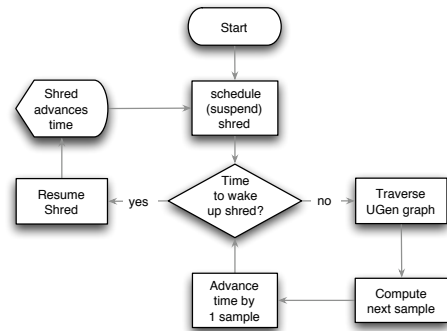 Start
Shred
advances
time
schedule
(suspend)
shred
Time
to wake
up shred?
Resume
Shred
yes
no
Traverse
UGen graph
Advance
time by
1 sample
Compute
next sample